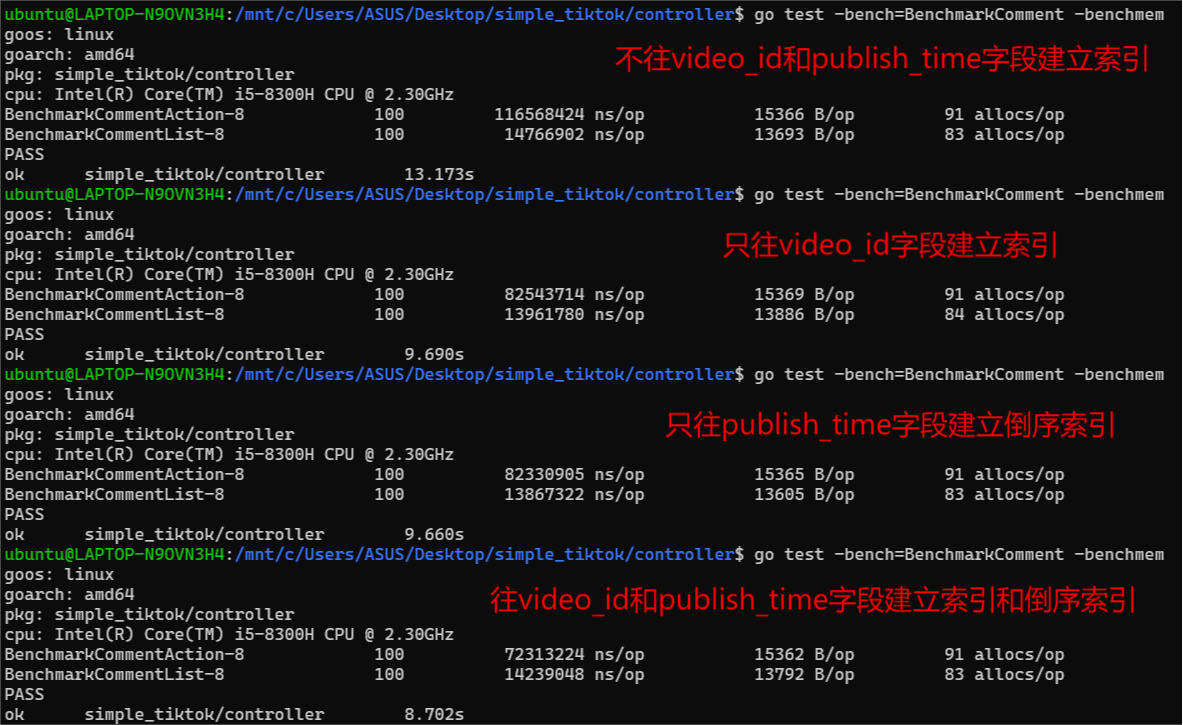 ubuntu@LAPTOP-N9OVN3H4:/mnt/c/Users/ASUS/Desktop/simple_tiktok/controller$ go test -bench=BenchmarkComment -benchmem
goos: linux
goarch: amd64
不往video_id和publish_time字段建立索引
pkg: simple_tiktok/controller
cpu: Intel(R) Core(TM) i5-8300H CPU @ 2.30GHz
BenchmarkCommentAction-8 100 116568424 ns/op 15366 B/op 91 allocs/op
BenchmarkCommentList-8 100 14766902 ns/op 13693 B/op 83 allocs/op
PASS
ok simple_tiktok/controller 13.173s
ubuntu@LAPTOP-N9OVN3H4:/mnt/c/Users/ASUS/Desktop/simple_tiktok/controller$ go test -bench=BenchmarkComment -benchmem
goos: linux
goarch: amd64
只往video_id字段建立索引
pkg: simple_tiktok/controller
cpu: Intel(R) Core(TM) i5-8300H CPU @ 2.30GHz
BenchmarkCommentAction-8 100 82543714 ns/op 15369 B/op 91 allocs/op
BenchmarkCommentList-8 100 13961780 ns/op 13886 B/op 84 allocs/op
PASS
ok simple_tiktok/controller 9.690s
ubuntu@LAPTOP-N9OVN3H4:/mnt/c/Users/ASUS/Desktop/simple_tiktok/controller$ go test -bench=BenchmarkComment -benchmem
goos: linux
goarch: amd64
只往publish_time字段建立倒序索引
pkg: simple_tiktok/controller
cpu: Intel(R) Core(TM) i5-8300H CPU @ 2.30GHz
BenchmarkCommentAction-8 100 82330905 ns/op 15365 B/op 91 allocs/op
BenchmarkCommentList-8 100 13867322 ns/op 13605 B/op 83 allocs/op
PASS
ok simple_tiktok/controller 9.660s
ubuntu@LAPTOP-N9OVN3H4:/mnt/c/Users/ASUS/Desktop/simple_tiktok/controller$ go test -bench=BenchmarkComment -benchmem
goos: linux
goarch: amd64
往video_id和publish_time字段建立索引和倒序索引
pkg: simple_tiktok/controller
cpu: Intel(R) Core(TM) i5-8300H CPU @ 2.30GHz
BenchmarkCommentAction-8 100 72313224 ns/op 15362 B/op 91 allocs/op
BenchmarkCommentList-8 100 14239048 ns/op 13792 B/op 83 allocs/op
PASS
ok simple_tiktok/controller 8.702s